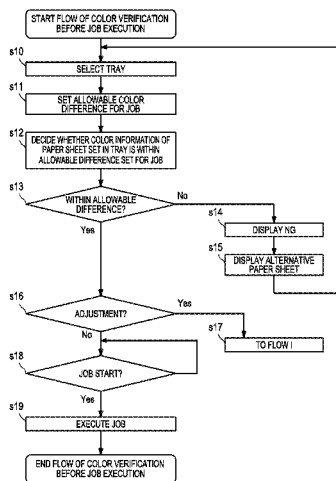 START FLOW OF COLOR VERIFICATION
BEFORE JOB EXECUTION
s10
SELECT TRAY
s11
SET ALLOWABLE COLOR
DIFFERENCE FOR JOB
s12
DECIDE WHETHER COLOR INFORMATION OF
PAPER SHEET SET IN TRAY IS WITHIN
ALLOWABLE DIFFERENCE SET FOR JOB
s13
WITHIN ALLOWABLE
DIFFERENCE?
No
Yes
s14
DISPLAY NG
s15
DISPLAY ALTERNATIVE
PAPER SHEET
s16
ADJUSTMENT?
Yes
No
s17
TO FLOW I
s18
JOB START?
Yes
s19
EXECUTE JOB
END FLOW OF COLOR VERIFICATION
BEFORE JOB EXECUTION